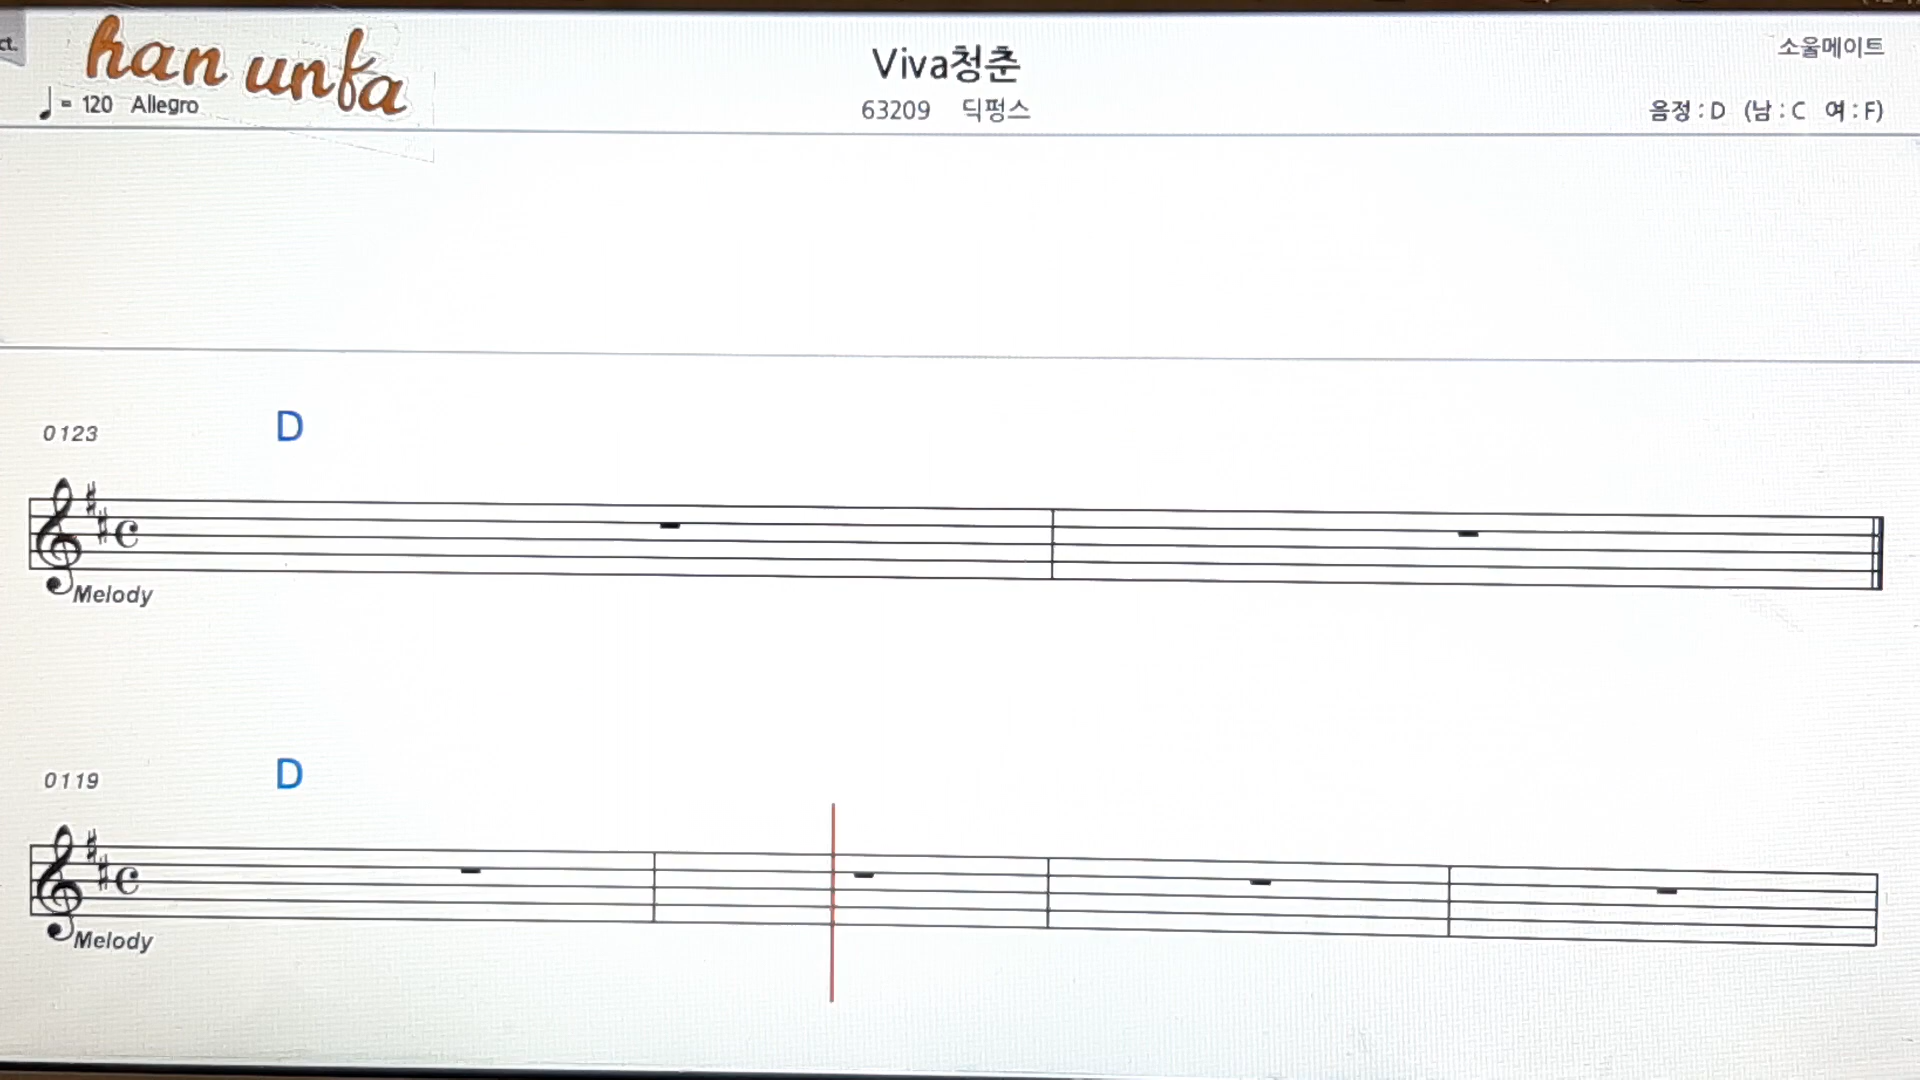 ct.
han unfa
♩= 120 Allegro
Viva청춘
63209 딕펑스
소울메이트
음정 : D (남 : C 여 : F)
0123
D
Melody
0119
D
Melody